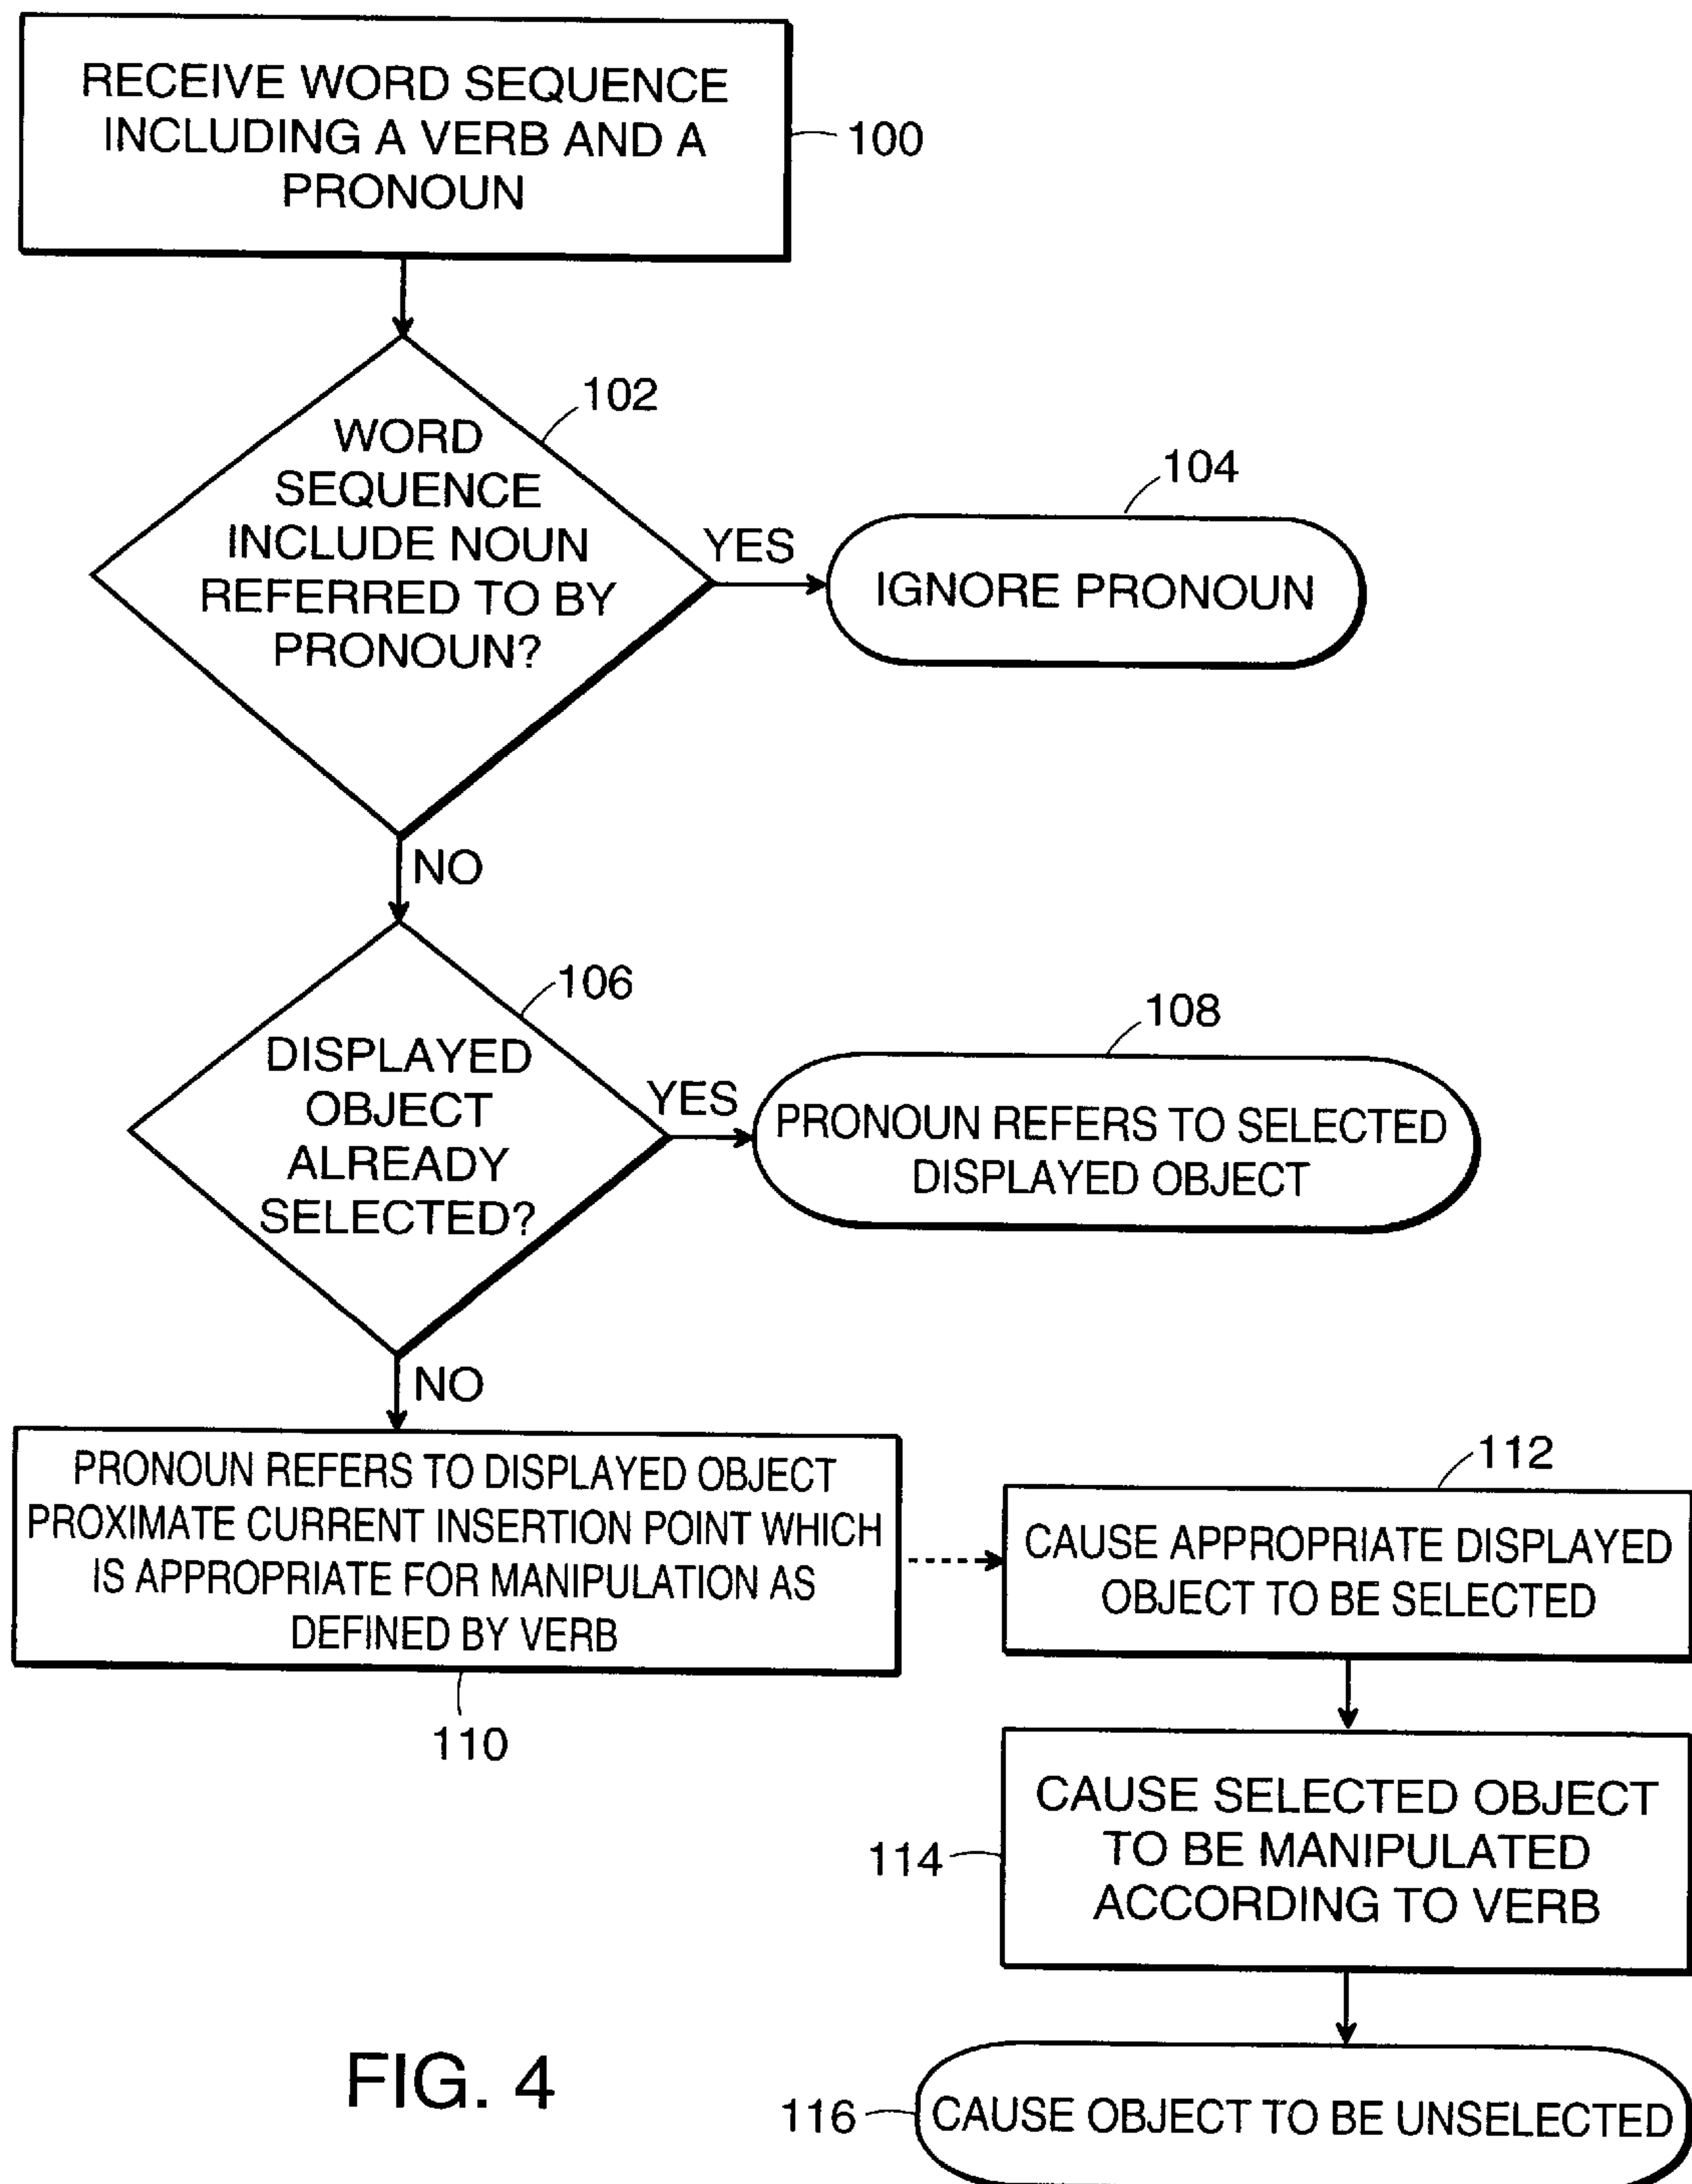 RECEIVE WORD SEQUENCE
INCLUDING A VERB AND A
PRONOUN
100
102
WORD
SEQUENCE
INCLUDE NOUN
REFERRED TO BY
PRONOUN?
YES
104
IGNORE PRONOUN
NO
106
DISPLAYED
OBJECT
ALREADY
SELECTED?
YES
108
PRONOUN REFERS TO SELECTED
DISPLAYED OBJECT
NO
PRONOUN REFERS TO DISPLAYED OBJECT
PROXIMATE CURRENT INSERTION POINT WHICH
IS APPROPRIATE FOR MANIPULATION AS
DEFINED BY VERB
110
112
CAUSE APPROPRIATE DISPLAYED
OBJECT TO BE SELECTED
114
CAUSE SELECTED OBJECT
TO BE MANIPULATED
ACCORDING TO VERB
116
CAUSE OBJECT TO BE UNSELECTED
FIG. 4